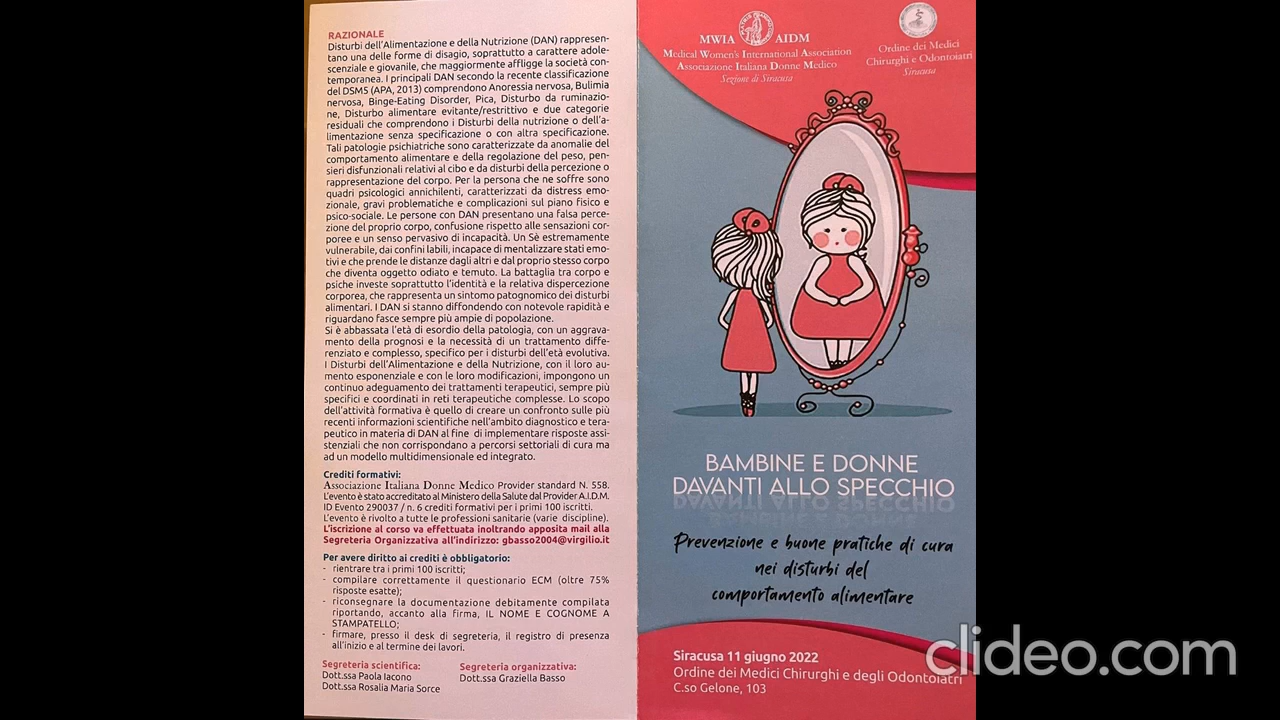 RAZIONALE
Disturbi dell'Alimentazione e della Nutrizione (DAN) rappresen-
tano una delle forme di disagio, soprattutto a carattere adole-
scenziale e giovanile, che maggiormente affligge la società con-
temporanea. I principali DAN secondo la recente classificazione
del DSM5 (APA, 2013) comprendono Anoressia nervosa, Bulimia
nervosa, Binge-Eating Disorder, Pica, Disturbo da ruminazio-
ne, Disturbo alimentare evitante/restrittivo e due categorie
residuali che comprendono i Disturbi della nutrizione o dell'a-
limentazione senza specificazione o con altra specificazione.
Tali patologie psichiatriche sono caratterizzate da anomalie del
comportamento alimentare e della regolazione del peso, pen-
sieri disfunzionali relativi al cibo e da disturbi della percezione o
rappresentazione del corpo. Per la persona che ne soffre sono
quadri psicologici annichilenti, caratterizzati da distress emo-
zionale, gravi problematiche e complicazioni sul piano fisico e
psico-sociale. Le persone con DAN presentano una falsa perce-
zione del proprio corpo, confusione rispetto alle sensazioni cor-
poree e un senso pervasivo di incapacità. Un Sè estremamente
vulnerabile, dai confini labili, incapace di mentalizzare stati emo-
tivi e che prende le distanze dagli altri e dal proprio stesso corpo
che diventa oggetto odiato e temuto. La battaglia tra corpo e
psiche investe soprattutto l'identità e la relativa dispercezione
corporea, che rappresenta un sintomo patognomico dei disturbi
alimentari. I DAN si stanno diffondendo con notevole rapidità e
riguardano fasce sempre più ampie di popolazione.
Si è abbassata l'età di esordio della patologia, con un aggrava-
mento della prognosi e la necessità di un trattamento diffe-
renziato e complesso, specifico per i disturbi dell'età evolutiva.
I Disturbi dell'Alimentazione e della Nutrizione, con il loro au-
mento esponenziale e con le loro modificazioni, impongono un
continuo adeguamento dei trattamenti terapeutici, sempre più
specifici e coordinati in reti terapeutiche complesse. Lo scopo
dell'attività formativa è quello di creare un confronto sulle più
recenti informazioni scientifiche nell'ambito diagnostico e tera-
peutico in materia di DAN al fine di implementare risposte assi-
stenziali che non corrispondano a percorsi settoriali di cura ma
ad un modello multidimensionale ed integrato.
Crediti formativi:
Associazione Italiana Donne Medico Provider standard N. 558.
L'evento è stato accreditato al Ministero della Salute dal Provider A.I.D.M.
ID Evento 290037 / n. 6 crediti formativi per i primi 100 iscritti.
L'evento è rivolto a tutte le professioni sanitarie (varie discipline).
L'iscrizione al corso va effettuata inoltrando apposita mail alla
Segreteria Organizzativa all'indirizzo: gbasso2004@virgilio.it
Per avere diritto ai crediti è obbligatorio:
- rientrare tra i primi 100 iscritti;
- compilare correttamente il questionario ECM (oltre 75%
risposte esatte);
- riconsegnare la documentazione debitamente compilata
riportando, accanto alla firma, IL NOME E COGNOME A
STAMPATELLO;
- firmare, presso il desk di segreteria, il registro di presenza
all'inizio e al termine dei lavori.
Segreteria scientifica:
Dott.ssa Paola Iacono
Dott.ssa Rosalia Maria Sorce
Segreteria organizzativa:
Dott.ssa Graziella Basso
MWIA AIDM
Medical Women's International Association
Associazione Italiana Donne Medico
Sezione di Siracusa
Ordine dei Medici
Chirurghi e Odontoiatri
Siracusa
BAMBINE E DONNE
DAVANTI ALLO SPECCHIO
Prevenzione e buone pratiche di cura
nei disturbi del
comportamento alimentare
Siracusa 11 giugno 2022
Ordine dei Medici Chirurghi e degli Odontoiatri
C.so Gelone, 103
clideo.com